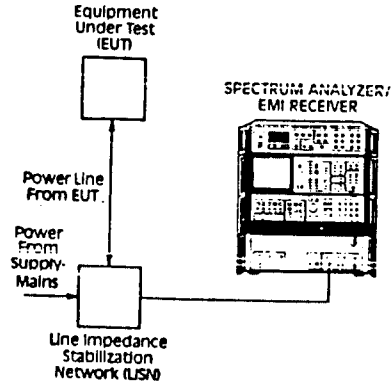 Equipment
Under Test
(EUT)
SPECTRUM ANALYZER/
EMI RECEIVER
Power Line
From EUT
Power
From
Supply-
Mains
Line Impedance
Stabilization
Network (LISN)